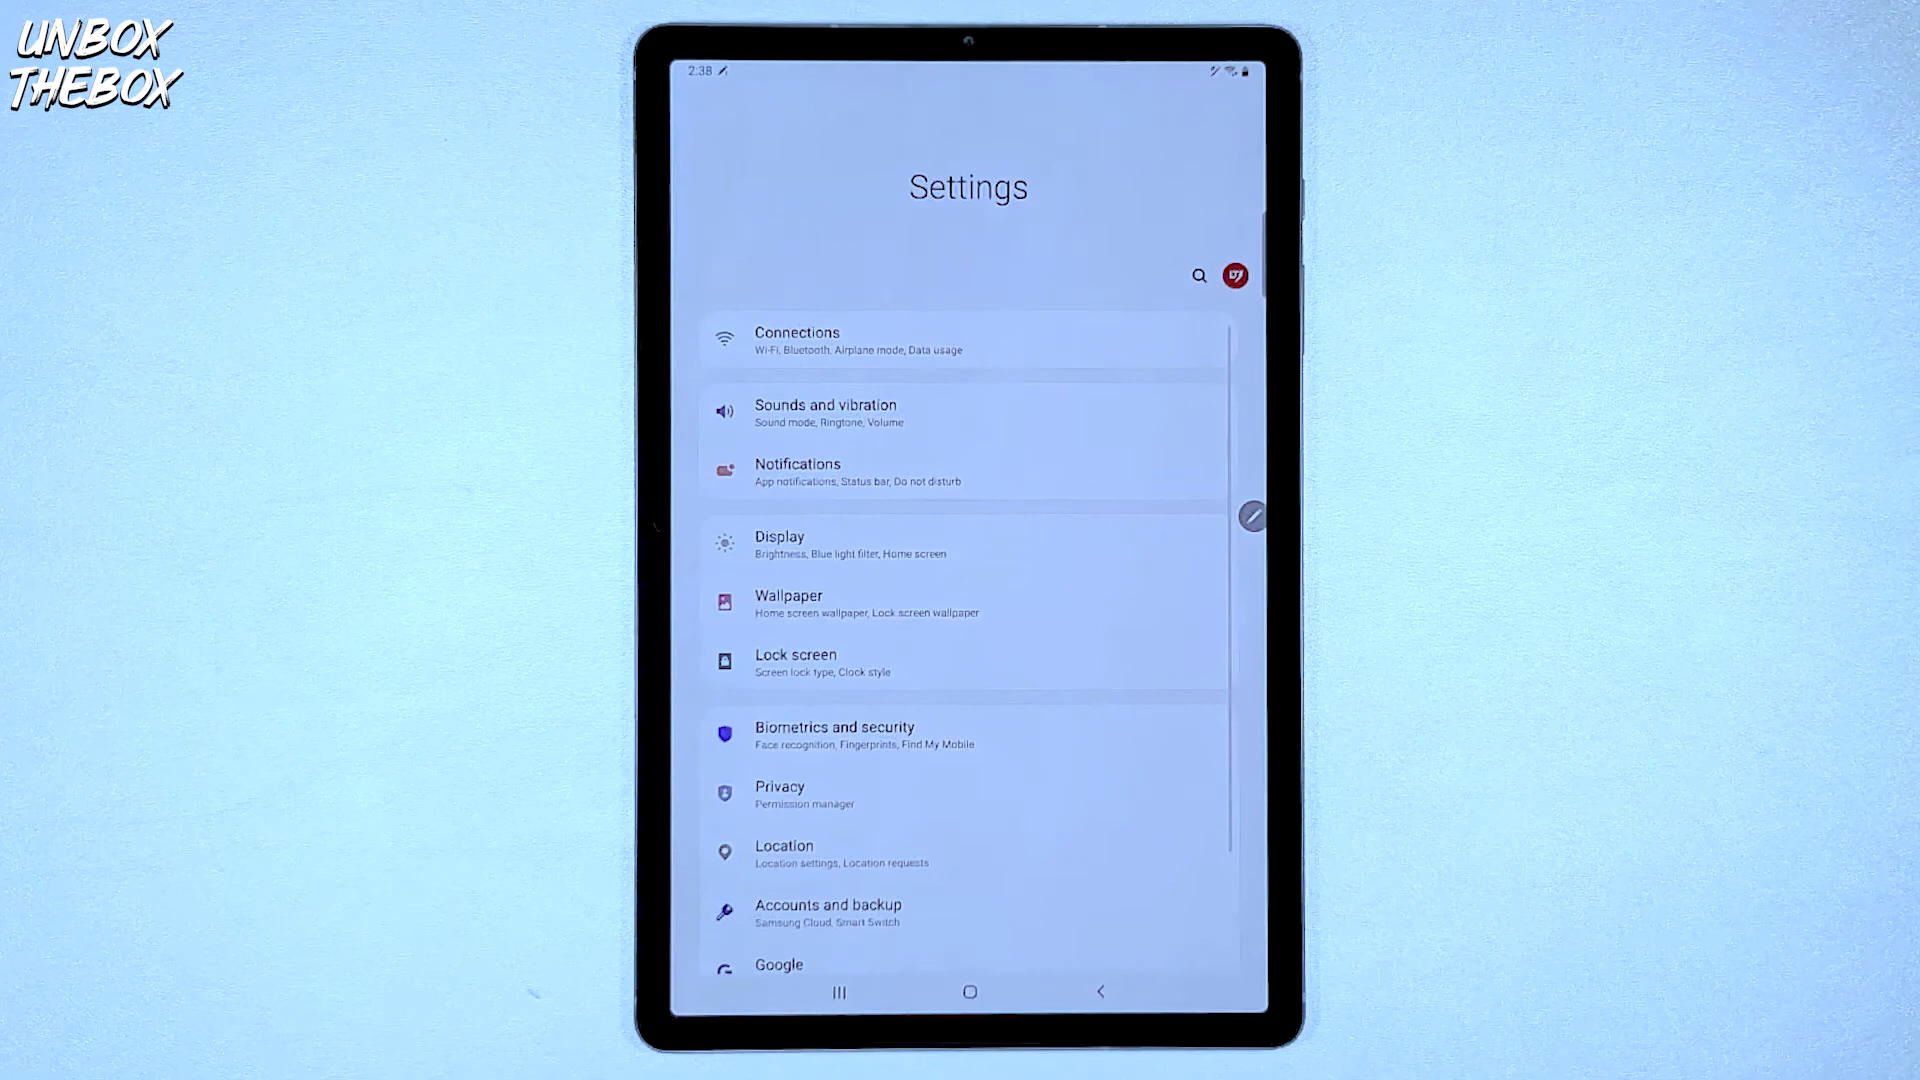 UNBOX
THEBOX
2:38
Settings
Connections
Wi-Fi, Bluetooth, Airplane mode, Data usage
Sounds and vibration
Sound mode, Ringtone, Volume
Notifications
App notifications, Status bar, Do not disturb
Display
Brightness, Blue light filter, Home screen
Wallpaper
Home screen wallpaper, Lock screen wallpaper
Lock screen
Screen lock type, Clock style
Biometrics and security
Face recognition, Fingerprints, Find My Mobile
Privacy
Permission manager
Location
Location settings, Location requests
Accounts and backup
Samsung Cloud, Smart Switch
Google